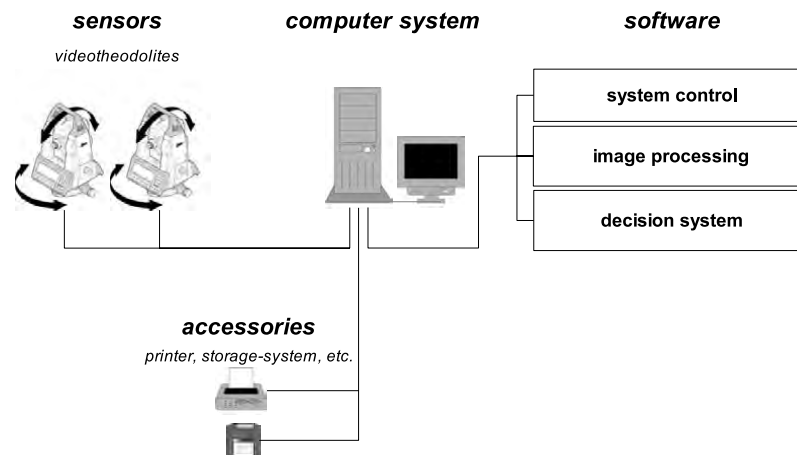 sensors
computer system
software
videotheodolites
system control
image processing
decision system
accessories
printer, storage-system, etc.